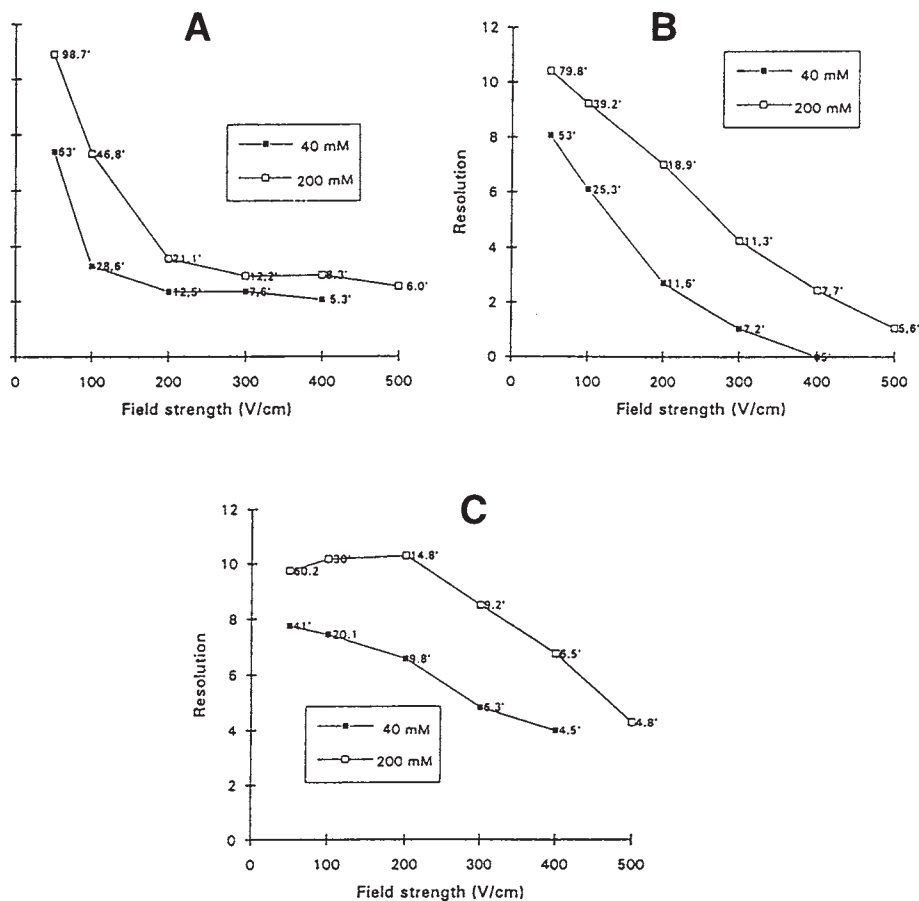 A
98.7'
63'
46,8'
28,6'
21,1'
12,5'
12,2'
7,6'
8,3'
5.3'
6.0'
40 mM
200 mM
0 100 200 300 400 500
Field strength (V/cm)
B
12
10
8
6
4
2
0
Resolution
79.8'
53'
39.2'
25,3'
18,9'
11,6'
11,3'
7.2'
7,7'
5'
5,6'
40 mM
200 mM
0 100 200 300 400 500
Field strength (V/cm)
C
12
10
8
6
4
2
0
Resolution
60.2
41'
30'
20,1
14.8'
9.8'
9.2'
6.3'
6.5'
4.5'
4.8'
40 mM
200 mM
0 100 200 300 400 500
Field strength (V/cm)